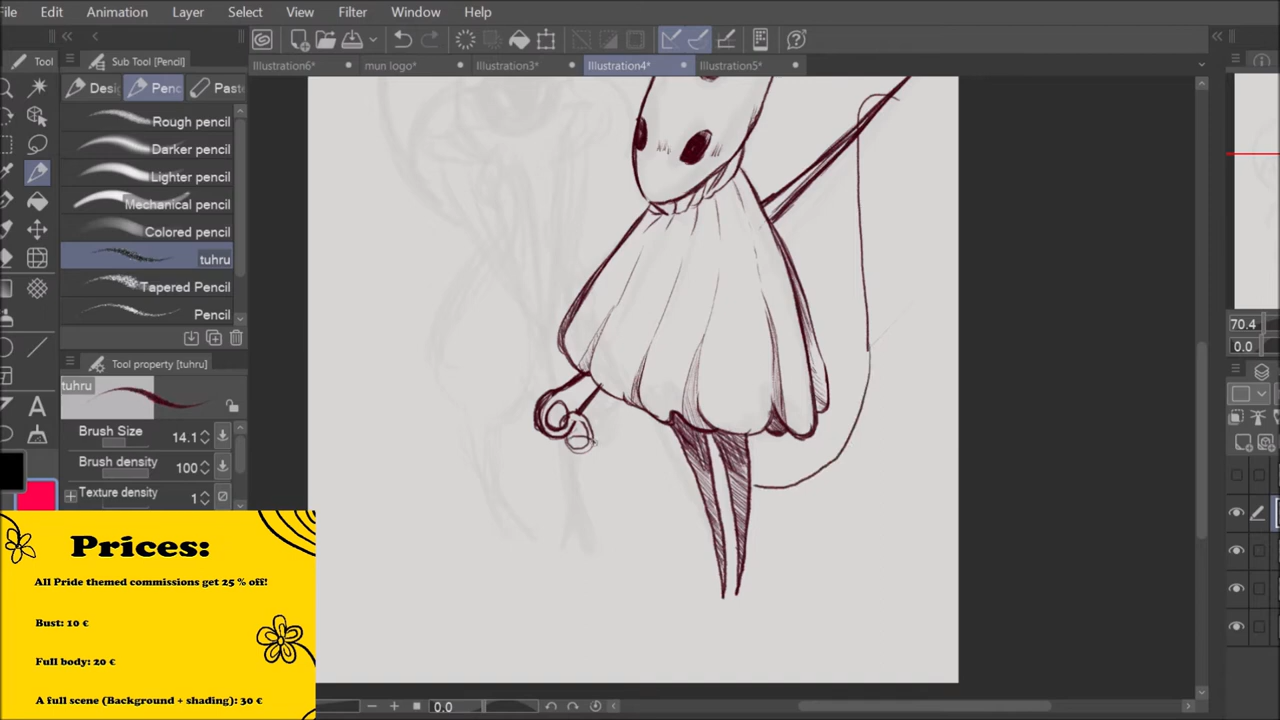 File Edit Animation Layer Select View Filter Window Help
Tool Sub Tool [Pencil]
Illustration6* mun logo* Illustration3* Illustration4* Illustration5*
Desi Penc Paste
Rough pencil
Darker pencil
Lighter pencil
Mechanical pencil
Colored pencil
tuhru
Tapered Pencil
Pencil
Tool property [tuhru]
tuhru
Brush Size 14.1
Brush density 100
Texture density 1
70.4
0.0
Prices:
All Pride themed commissions get 25 % off!
Bust: 10 €
Full body: 20 €
A full scene (Background + shading): 30 €
0.0